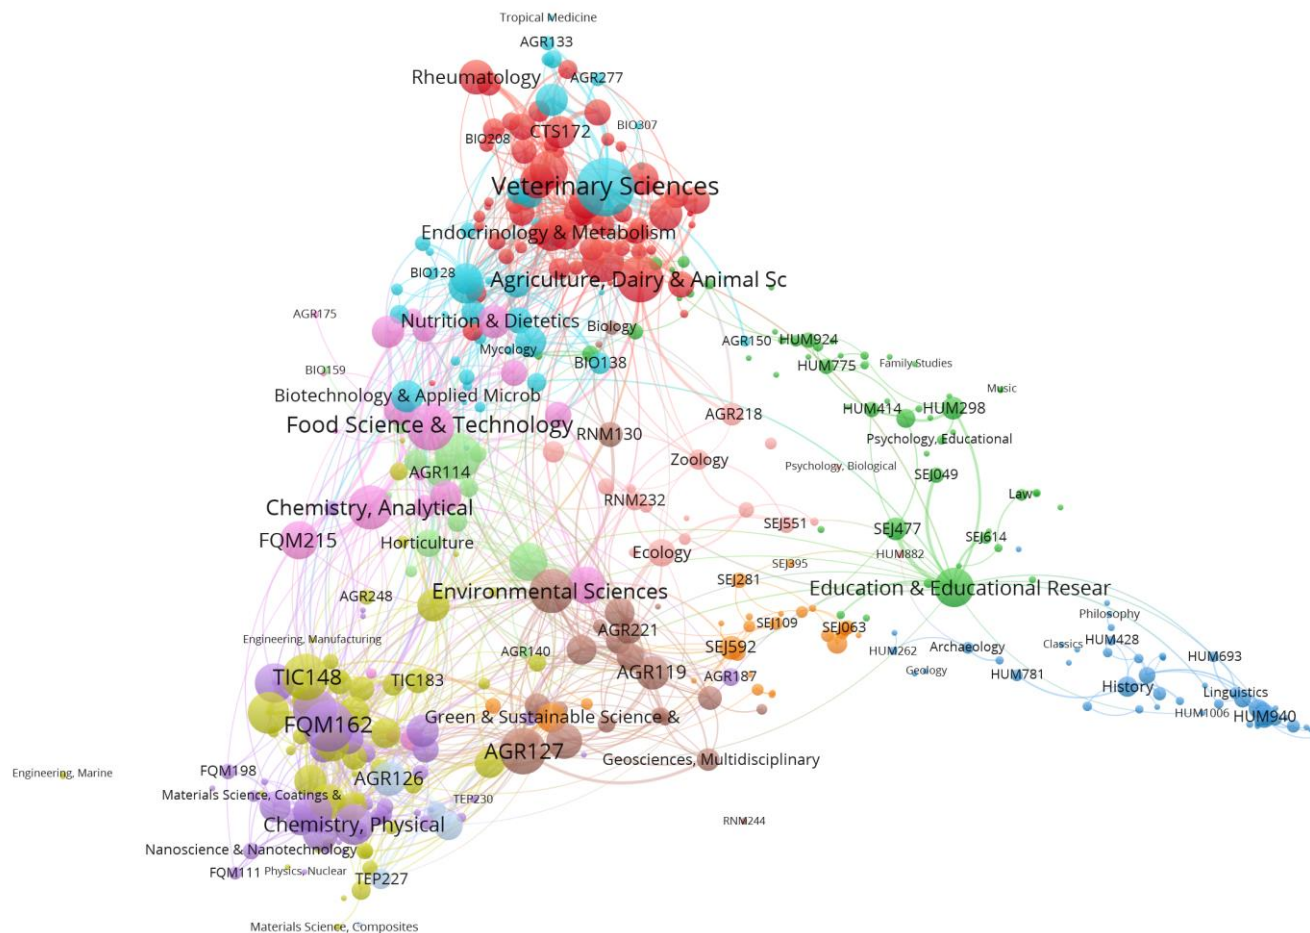 Tropical Medicine
AGR133
Rheumatology
AGR277
BIO307
CTS172
BIO208
Veterinary Sciences
Endocrinology & Metabolism
BIO128
Agriculture, Dairy & Animal Sc
AGR175
Nutrition & Dietetics
Biology
Mycology
AGR150
HUM924
BIO138
HUM775
Family Studies
BIO159
Biotechnology & Applied Microb
Music
AGR218
HUM414
HUM298
Food Science & Technology
RNM130
Psychology, Educational
Zoology
Psychology, Biological
AGR114
SEJ049
Law
RNM232
Chemistry, Analytical
SEJ551
SEJ477
SEJ614
FQM215
Horticulture
Ecology
HUM882
SEJ395
SEJ281
Environmental Sciences
Education & Educational Resear
AGR248
Philosophy
SEJ109
SEJ063
AGR221
Engineering, Manufacturing
HUM428
Classics
AGR140
SEJ592
HUM262
Archaeology
HUM693
AGR119
AGR187
Geology
HUM781
TIC148
TIC183
History
Linguistics
HUM1006
HUM940
FQM162
Green & Sustainable Science &
AGR127
Geosciences, Multidisciplinary
Engineering, Marine
FQM198
AGR126
Materials Science, Coatings &
TEP230
Chemistry, Physical
RNM244
Nanoscience & Nanotechnology
FQM111
Physics, Nuclear
TEP227
Materials Science, Composites